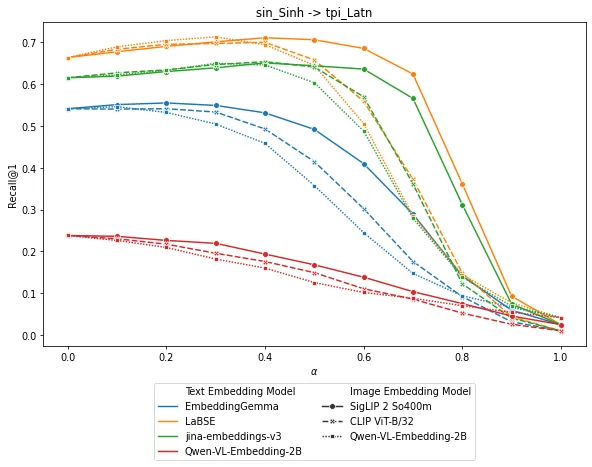 sin_Sinh -> tpi_Latn
0.7
0.6
0.5
0.4
0.3
0.2
0.1
0.0
Recall@1
0.0 0.2 0.4 0.6 0.8 1.0
α
Text Embedding Model Image Embedding Model
EmbeddingGemma SigLIP 2 So400m
LaBSE CLIP ViT-B/32
jina-embeddings-v3 Qwen-VL-Embedding-2B
Qwen-VL-Embedding-2B